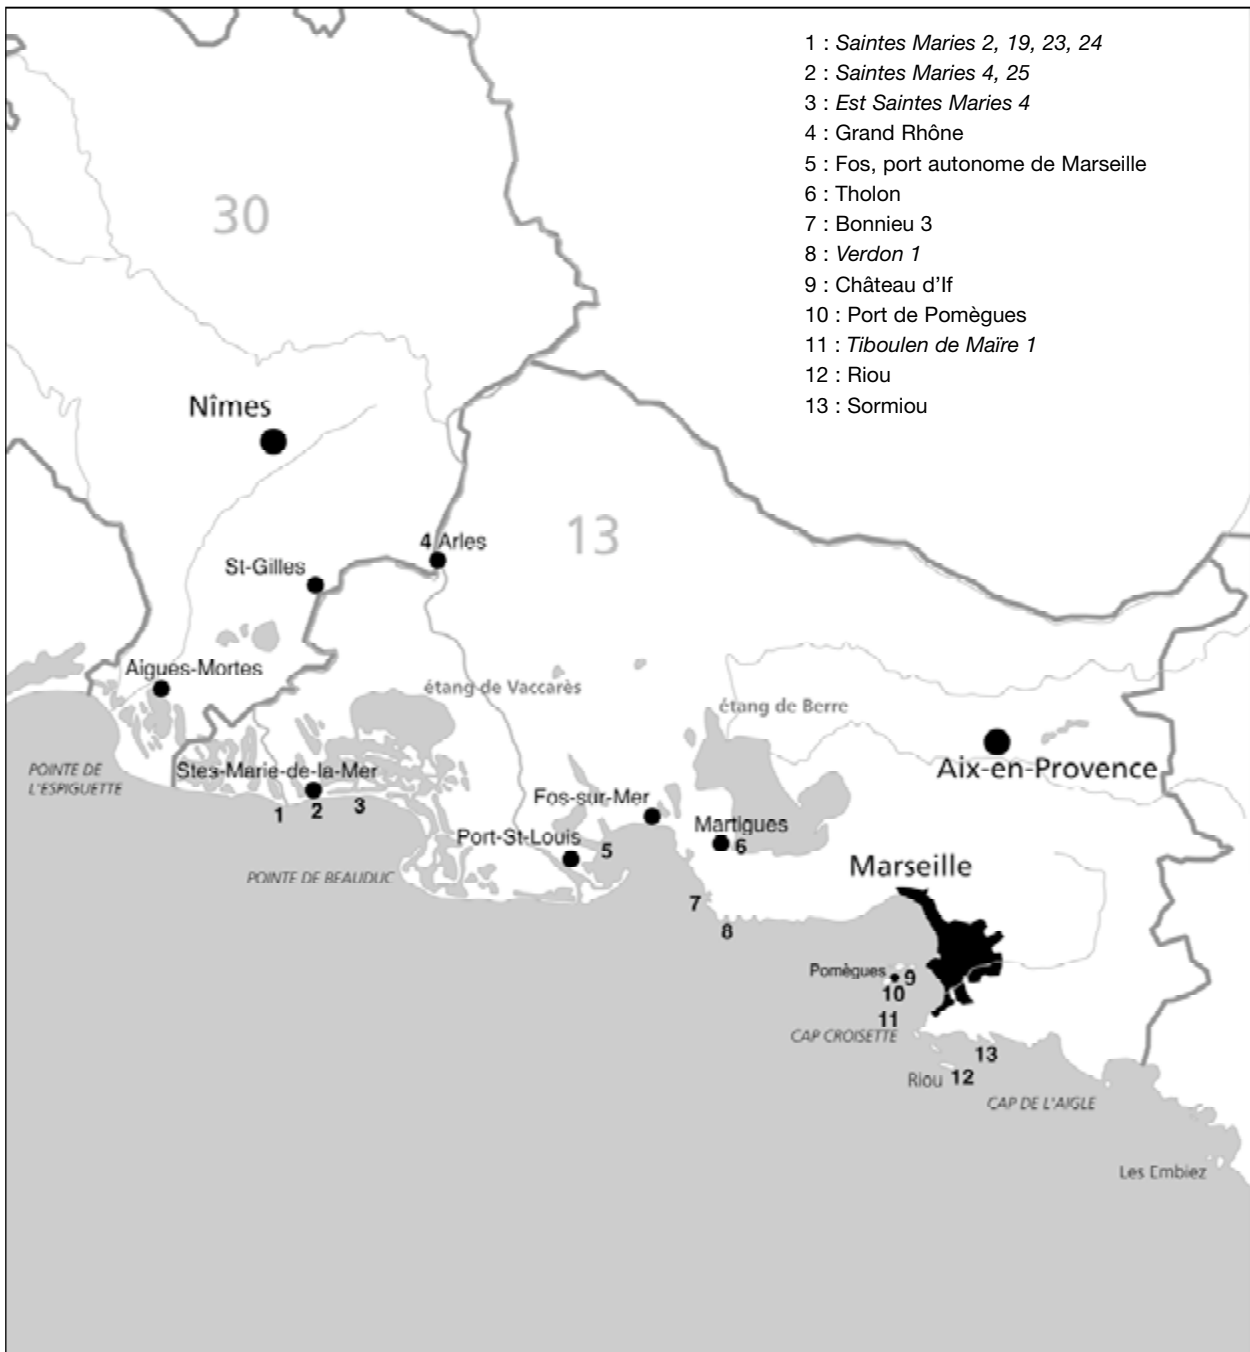 1 : Saintes Maries 2, 19, 23, 24
2 : Saintes Maries 4, 25
3 : Est Saintes Maries 4
4 : Grand Rhône
5 : Fos, port autonome de Marseille
6 : Tholon
7 : Bonnieu 3
8 : Verdon 1
9 : Château d'If
10 : Port de Pomègues
11 : Tiboulen de Maïre 1
12 : Riou
13 : Sormiou
30
Nîmes
13
4 Arles
St-Gilles
Aigues-Mortes
étang de Vaccarès
étang de Berre
POINTE DE
L'ESPIGUETTE
Stes-Marie-de-la-Mer
Aix-en-Provence
1
2
3
Fos-sur-Mer
Martigues
6
Port-St-Louis
5
Marseille
POINTE DE BEAUDUC
7
8
Pomègues
9
10
11
CAP CROISETTE
13
Riou
12
CAP DE L'AIGLE
Les Embiez